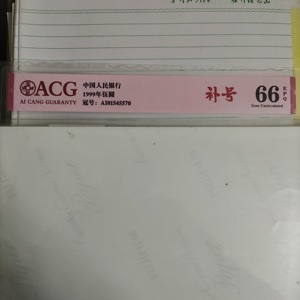 ACG
AI CANG GUARANTY
中国人民银行
1999年伍圆
冠号: AI01545570
补号
66
EPQ
Gem Uncirculated